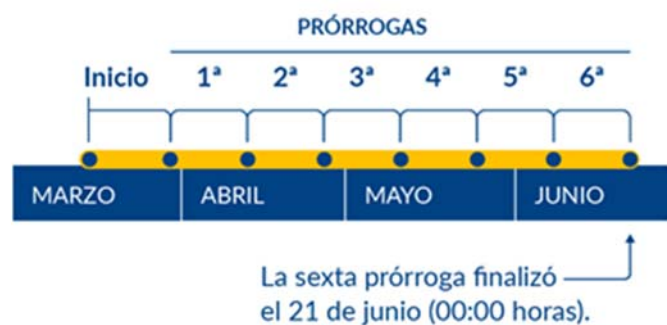 PRÓRROGAS
Inicio 1ª 2ª 3ª 4ª 5ª 6ª
MARZO ABRIL MAYO JUNIO
La sexta prórroga finalizó
el 21 de junio (00:00 horas).